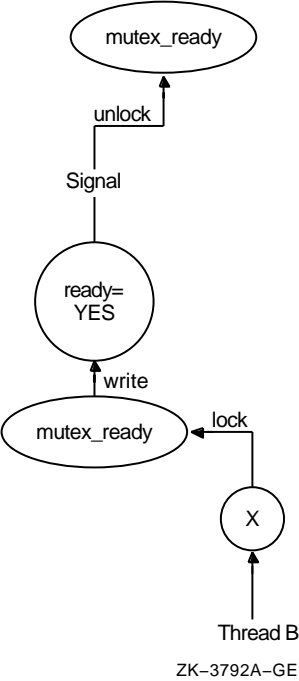 mutex_ready
unlock
Signal
ready=
YES
write
mutex_ready
lock
X
Thread B
ZK–3792A–GE